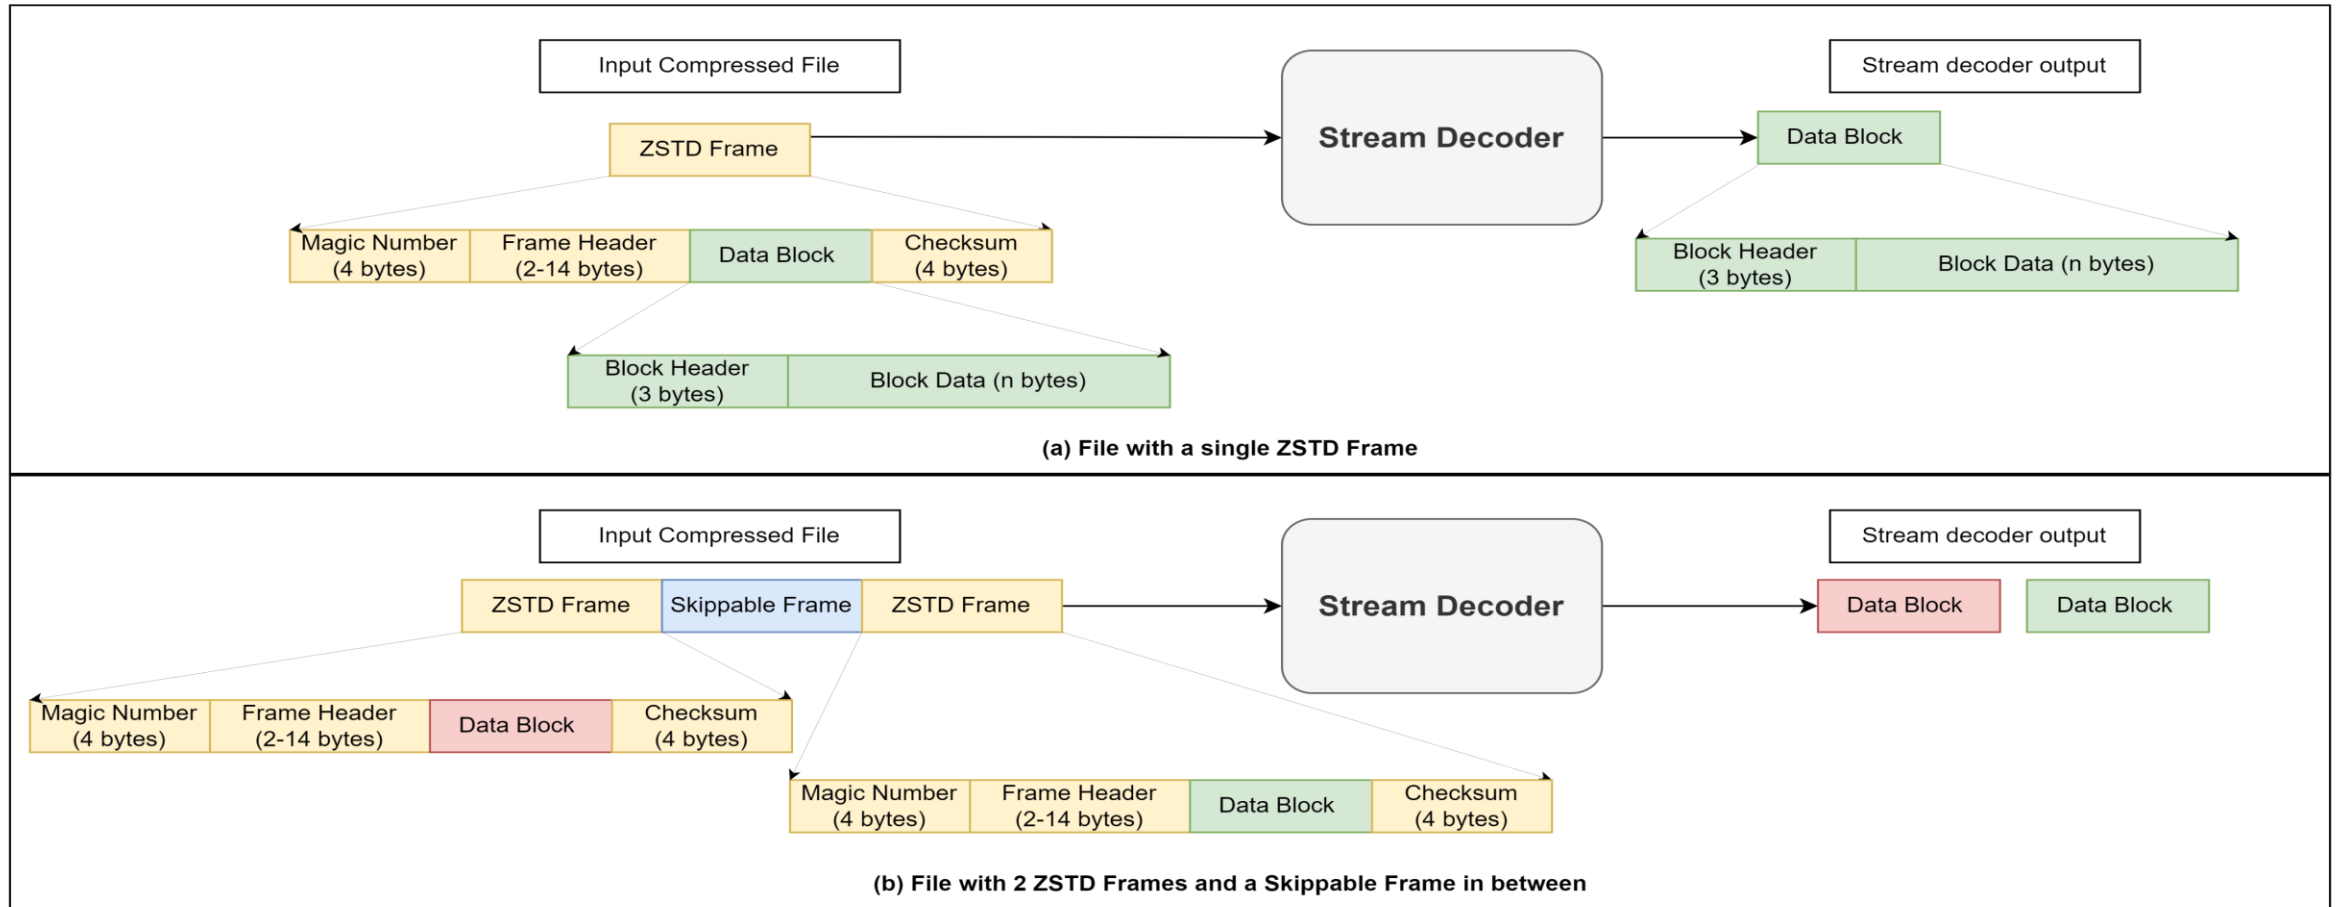 Input Compressed File
Stream decoder output
ZSTD Frame
Stream Decoder
Data Block
Magic Number
(4 bytes)
Frame Header
(2-14 bytes)
Data Block
Checksum
(4 bytes)
Block Header
(3 bytes)
Block Data (n bytes)
Block Header
(3 bytes)
Block Data (n bytes)
(a) File with a single ZSTD Frame
Input Compressed File
Stream decoder output
ZSTD Frame
Skippable Frame
ZSTD Frame
Stream Decoder
Data Block
Data Block
Magic Number
(4 bytes)
Frame Header
(2-14 bytes)
Data Block
Checksum
(4 bytes)
Magic Number
(4 bytes)
Frame Header
(2-14 bytes)
Data Block
Checksum
(4 bytes)
(b) File with 2 ZSTD Frames and a Skippable Frame in between